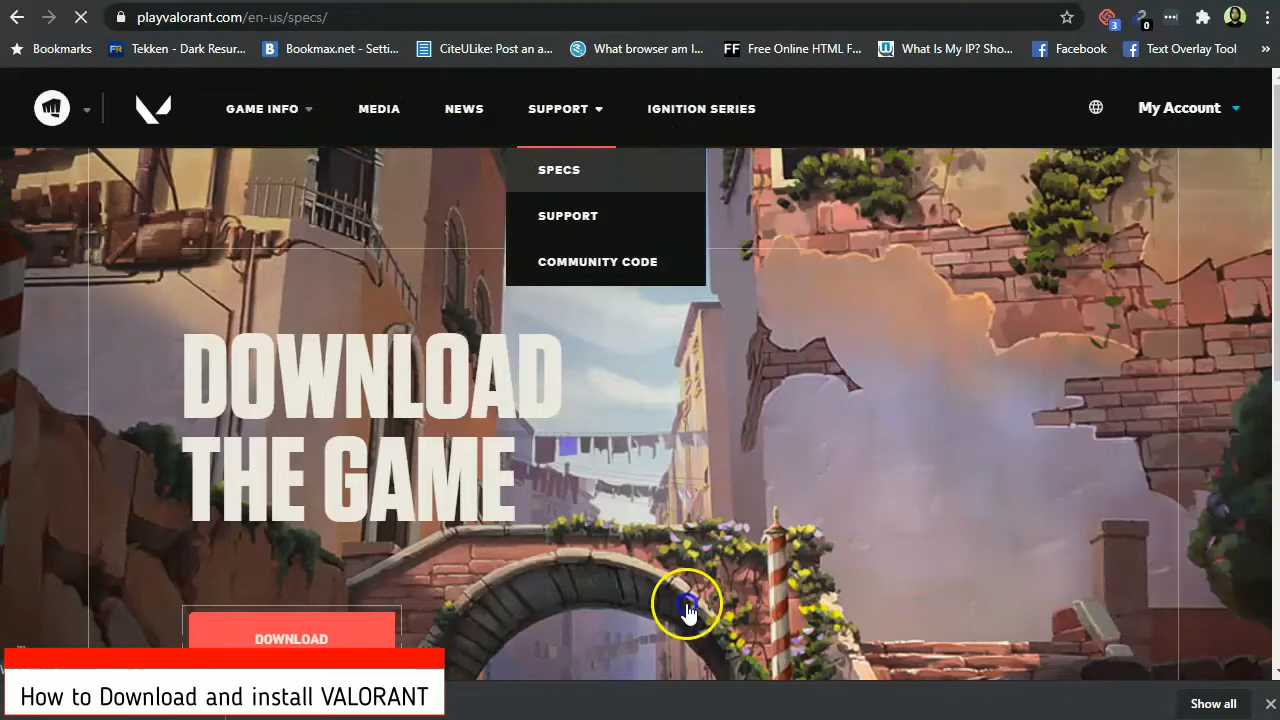 playvalorant.com/en-us/specs/
3
0
Bookmarks
Tekken - Dark Resur...
Bookmax.net - Setti...
CiteULike: Post an a...
What browser am I...
Free Online HTML F...
What Is My IP? Sho...
Facebook
Text Overlay Tool
GAME INFO
MEDIA
NEWS
SUPPORT
IGNITION SERIES
My Account
SPECS
SUPPORT
COMMUNITY CODE
DOWNLOAD
THE GAME
DOWNLOAD
How to Download and install VALORANT
Show all